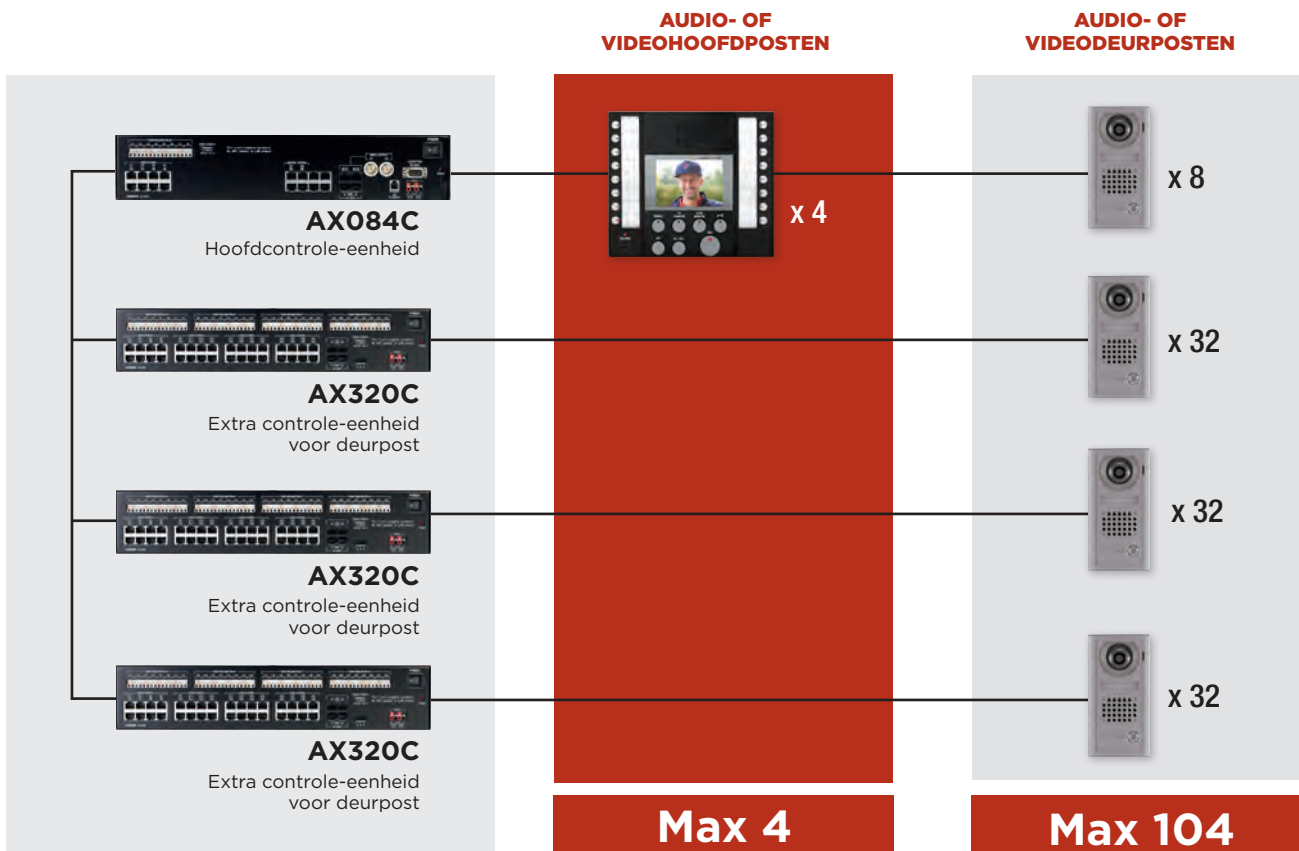 AUDIO- OF
VIDEOHOOFDPOSTEN
AUDIO- OF
VIDEODEURPOSTEN
AX084C
Hoofdcontrole-eenheid
x 4
x 8
AX320C
Extra controle-eenheid
voor deurpost
x 32
AX320C
Extra controle-eenheid
voor deurpost
x 32
AX320C
Extra controle-eenheid
voor deurpost
x 32
Max 4
Max 104